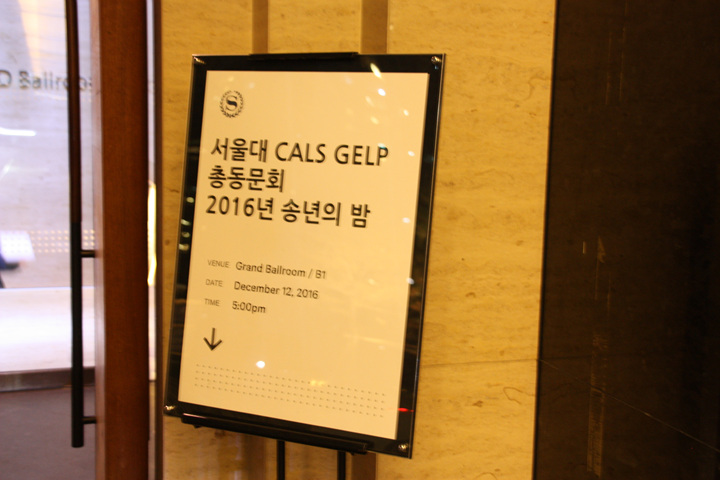 D Ballroo
서울대 CALS GELP
총동문회
2016년 송년의 밤
VENUE Grand Ballroom / B1
DATE December 12, 2016
TIME 5:00pm